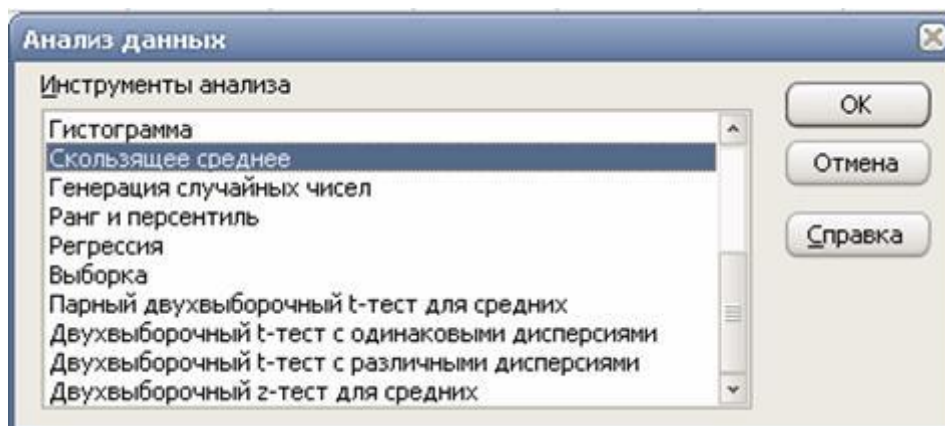 Анализ данных
Инструменты анализа
Гистограмма
Скользящее среднее
Генерация случайных чисел
Ранг и персентиль
Регрессия
Выборка
Парный двухвыборочный t-тест для средних
Двухвыборочный t-тест с одинаковыми дисперсиями
Двухвыборочный t-тест с различными дисперсиями
Двухвыборочный z-тест для средних
ОК
Отмена
Справка